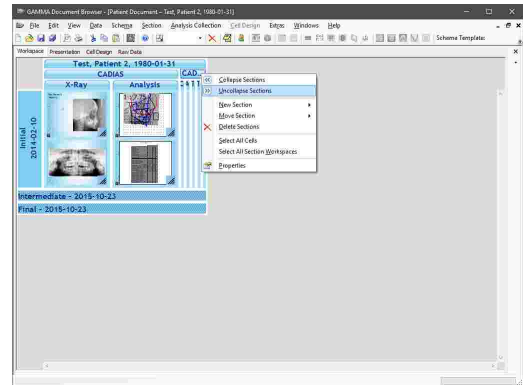 GAMMA Document Browser - [Patient Document - Test, Patient 2, 1980-01-31]
File Edit View Data Schema Section Analysis Collection Cell Design Extras Windows Help
Schema Template:
Workspace Presentation Cell Design Raw Data
Test, Patient 2, 1980-01-31
CADIAS CAD...
X-Ray Analysis
Initial
2014-02-10
Intermediate - 2015-10-23
Final - 2015-10-23
Collapse Sections
Uncollapse Sections
New Section
Move Section
Delete Sections
Select All Cells
Select All Section Workspaces
Properties